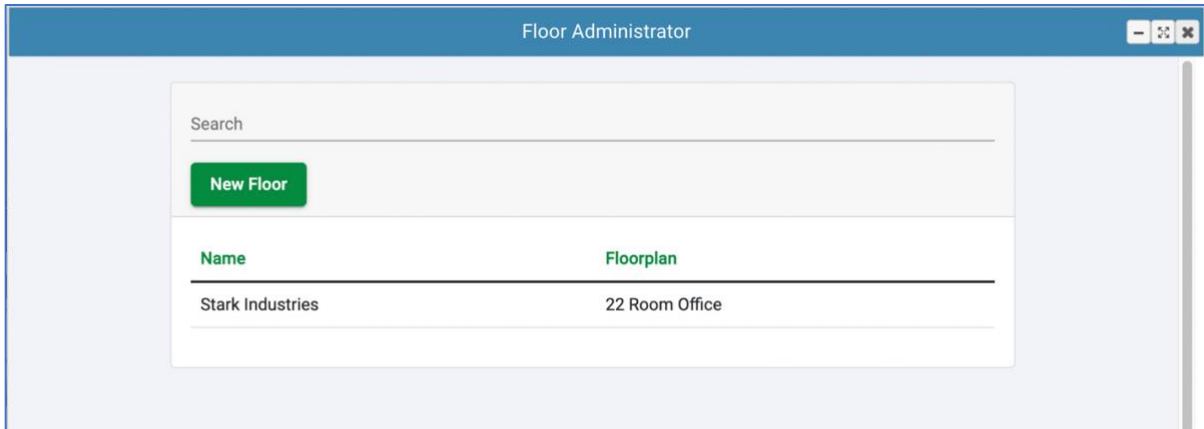 Floor Administrator
Search
New Floor
Name Floorplan
Stark Industries 22 Room Office